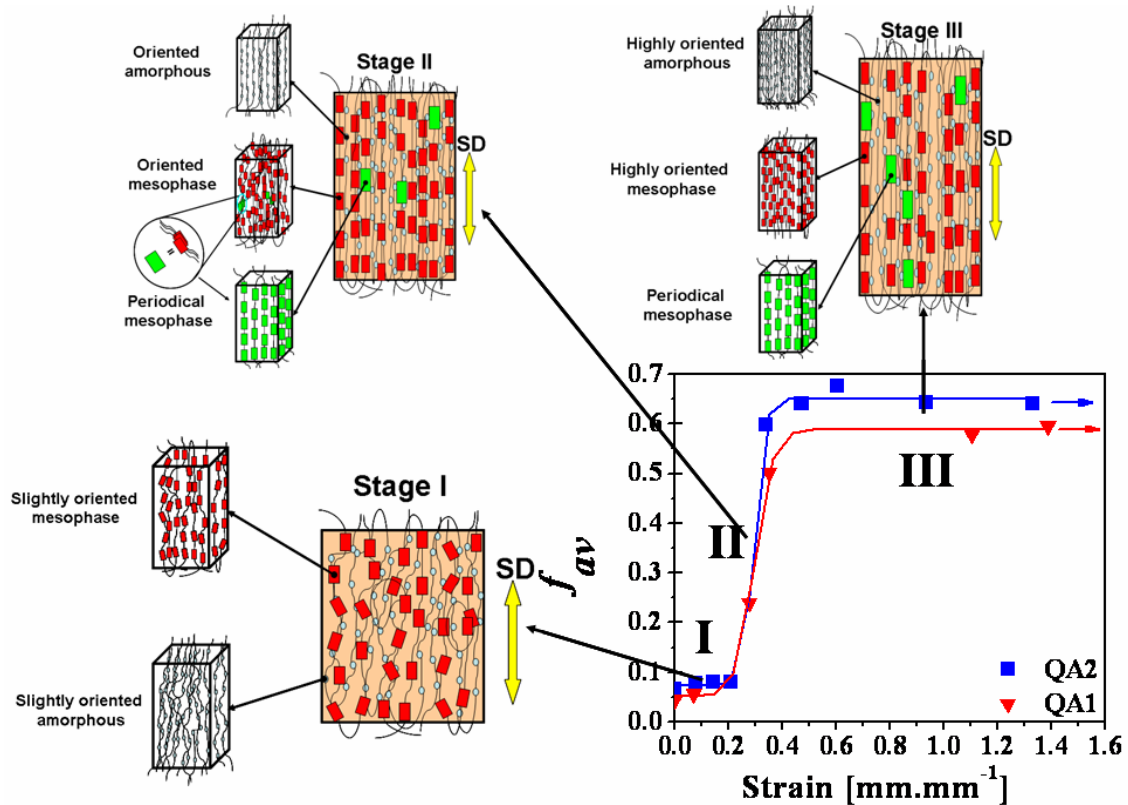 Oriented
amorphous
Stage II
Oriented
mesophase
=
Periodical
mesophase
SD
Highly oriented
amorphous
Stage III
Highly oriented
mesophase
Periodical
mesophase
SD
Slightly oriented
mesophase
Stage I
Slightly oriented
amorphous
SD
0.7
0.6
0.5
0.4
0.3
0.2
0.1
0.0
f av
I
II
III
QA2
QA1
0.0 0.2 0.4 0.6 0.8 1.0 1.2 1.4 1.6
Strain [mm.mm⁻¹]